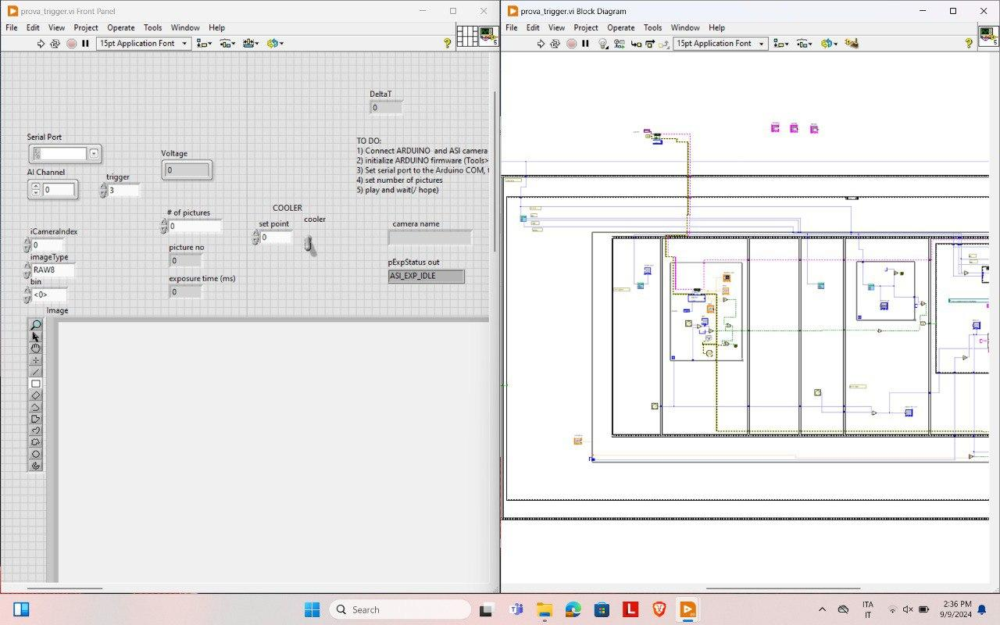 prova_trigger.vi Front Panel
File Edit View Project Operate Tools Window Help
15pt Application Font
DeltaT
0
Serial Port
TO DO:
1) Connect ARDUINO and ASI camera
2) initialize ARDUINO firmware (Tools>
3) Set serial port to the Arduino COM, t
4) set number of pictures
5) play and wait(/ hope)
Voltage
0
AI Channel
0
trigger
3
COOLER
# of pictures
0
set point
0
cooler
camera name
iCameraIndex
0
picture no
0
imageType
RAW8
pExpStatus out
ASI_EXP_IDLE
bin
<0>
exposure time (ms)
0
Image
prova_trigger.vi Block Diagram
File Edit View Project Operate Tools Window Help
15pt Application Font
Search
ITA
IT
2:36 PM
9/9/2024